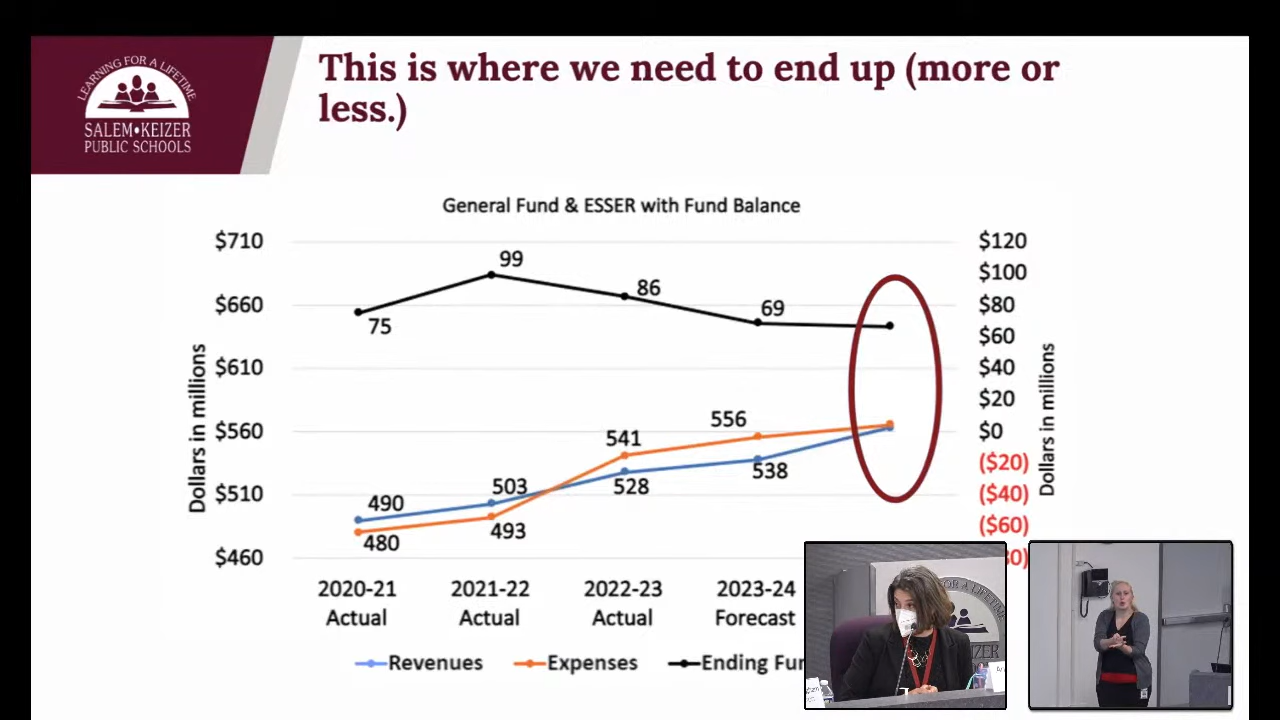 This is where we need to end up (more or
less.)
LEARNING FOR A LIFETIME
SALEM•KEIZER
PUBLIC SCHOOLS
General Fund & ESSER with Fund Balance
$710
$660
$610
$560
$510
$460
Dollars in millions
75
99
86
69
490
503
528
538
480
493
541
556
$120
$100
$80
$60
$40
$20
$0
($20)
($40)
($60)
Dollars in millions
2020-21
Actual
2021-22
Actual
2022-23
Actual
2023-24
Forecast
Revenues
Expenses
Ending